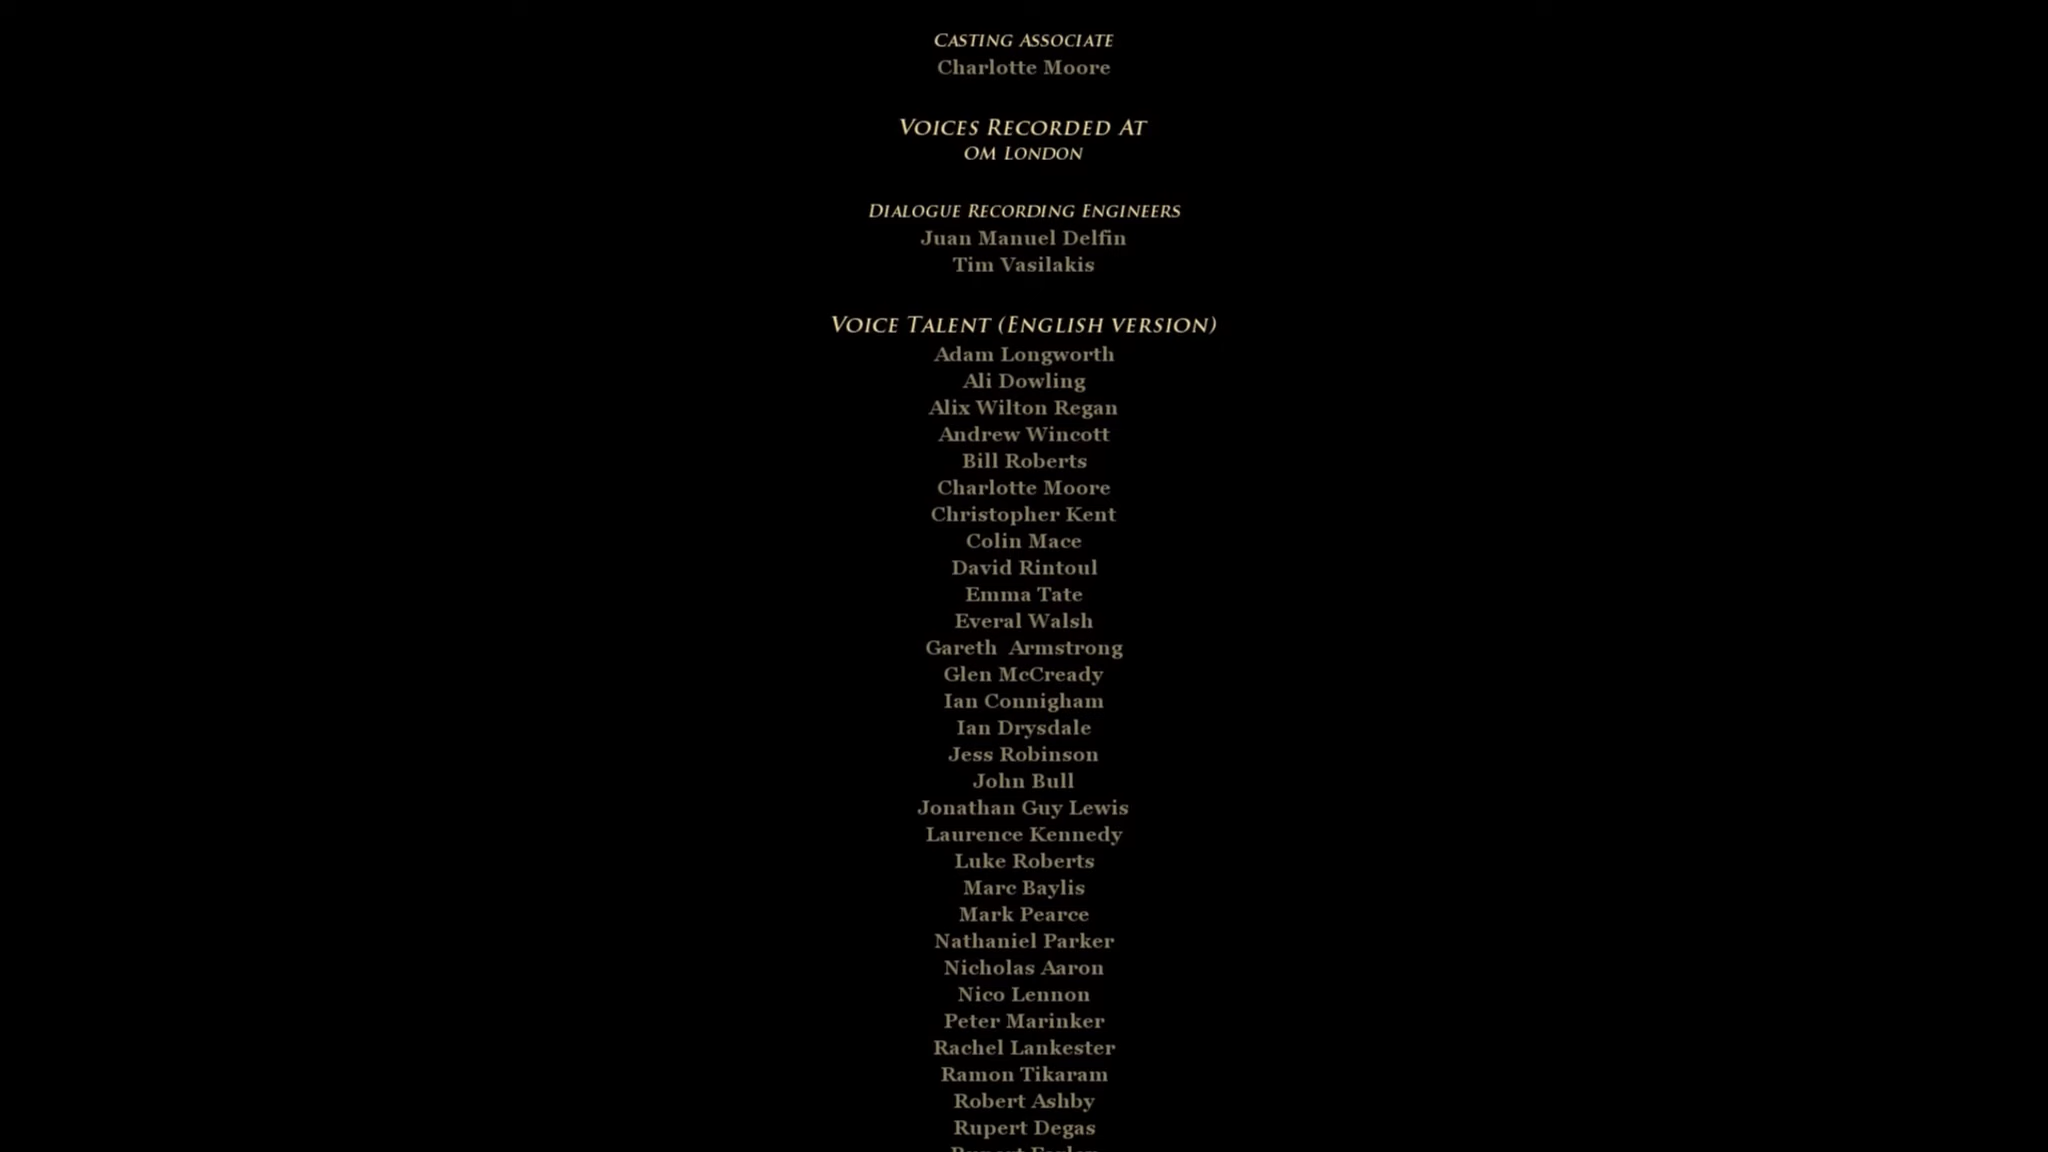 Casting Associate
Charlotte Moore
Voices Recorded At
OM London
Dialogue Recording Engineers
Juan Manuel Delfin
Tim Vasilakis
Voice Talent (English version)
Adam Longworth
Ali Dowling
Alix Wilton Regan
Andrew Wincott
Bill Roberts
Charlotte Moore
Christopher Kent
Colin Mace
David Rintoul
Emma Tate
Everal Walsh
Gareth Armstrong
Glen McCready
Ian Connigham
Ian Drysdale
Jess Robinson
John Bull
Jonathan Guy Lewis
Laurence Kennedy
Luke Roberts
Marc Baylis
Mark Pearce
Nathaniel Parker
Nicholas Aaron
Nico Lennon
Peter Marinker
Rachel Lankester
Ramon Tikaram
Robert Ashby
Rupert Degas